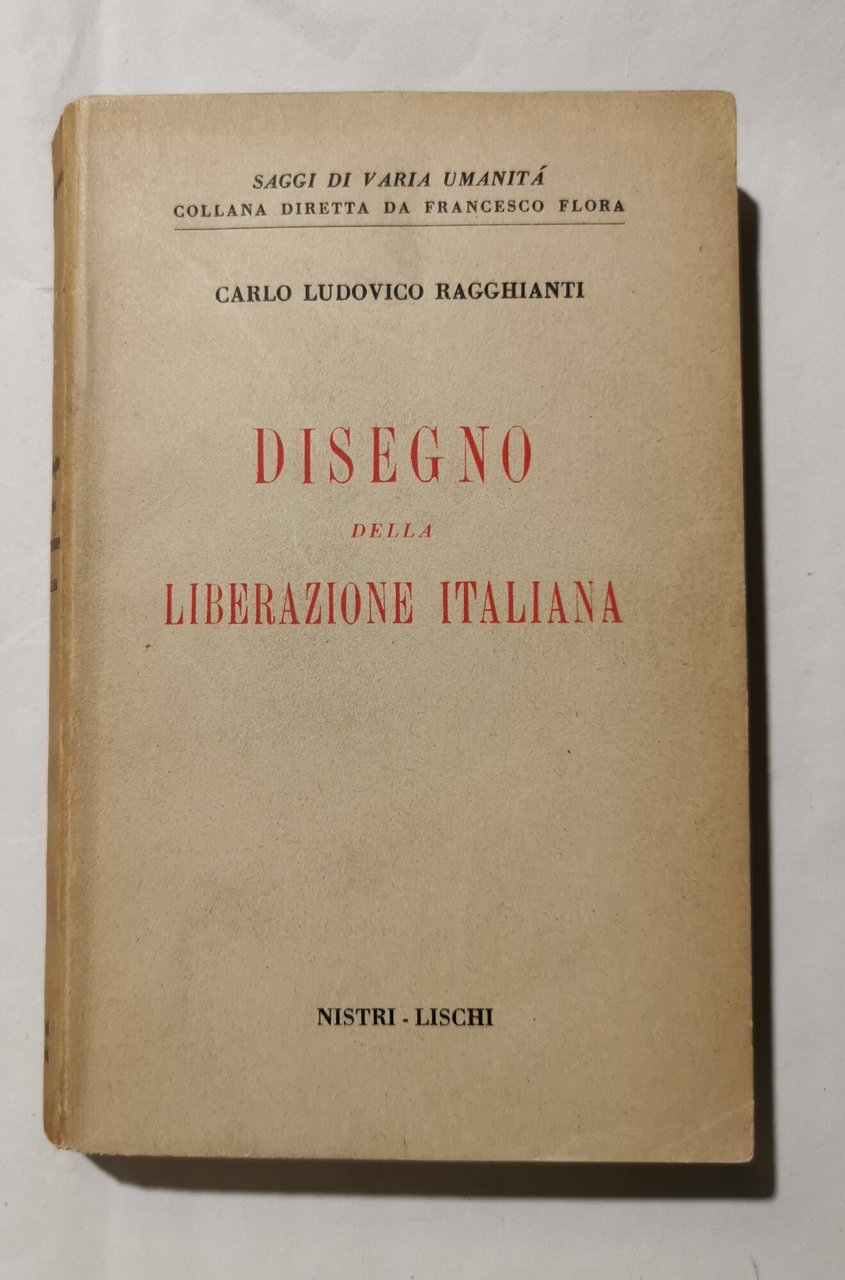 SAGGI DI VARIA UMANITÁ
COLLANA DIRETTA DA FRANCESCO FLORA
CARLO LUDOVICO RAGGHIANTI
DISEGNO
DELLA
LIBERAZIONE ITALIANA
NISTRI - LISCHI